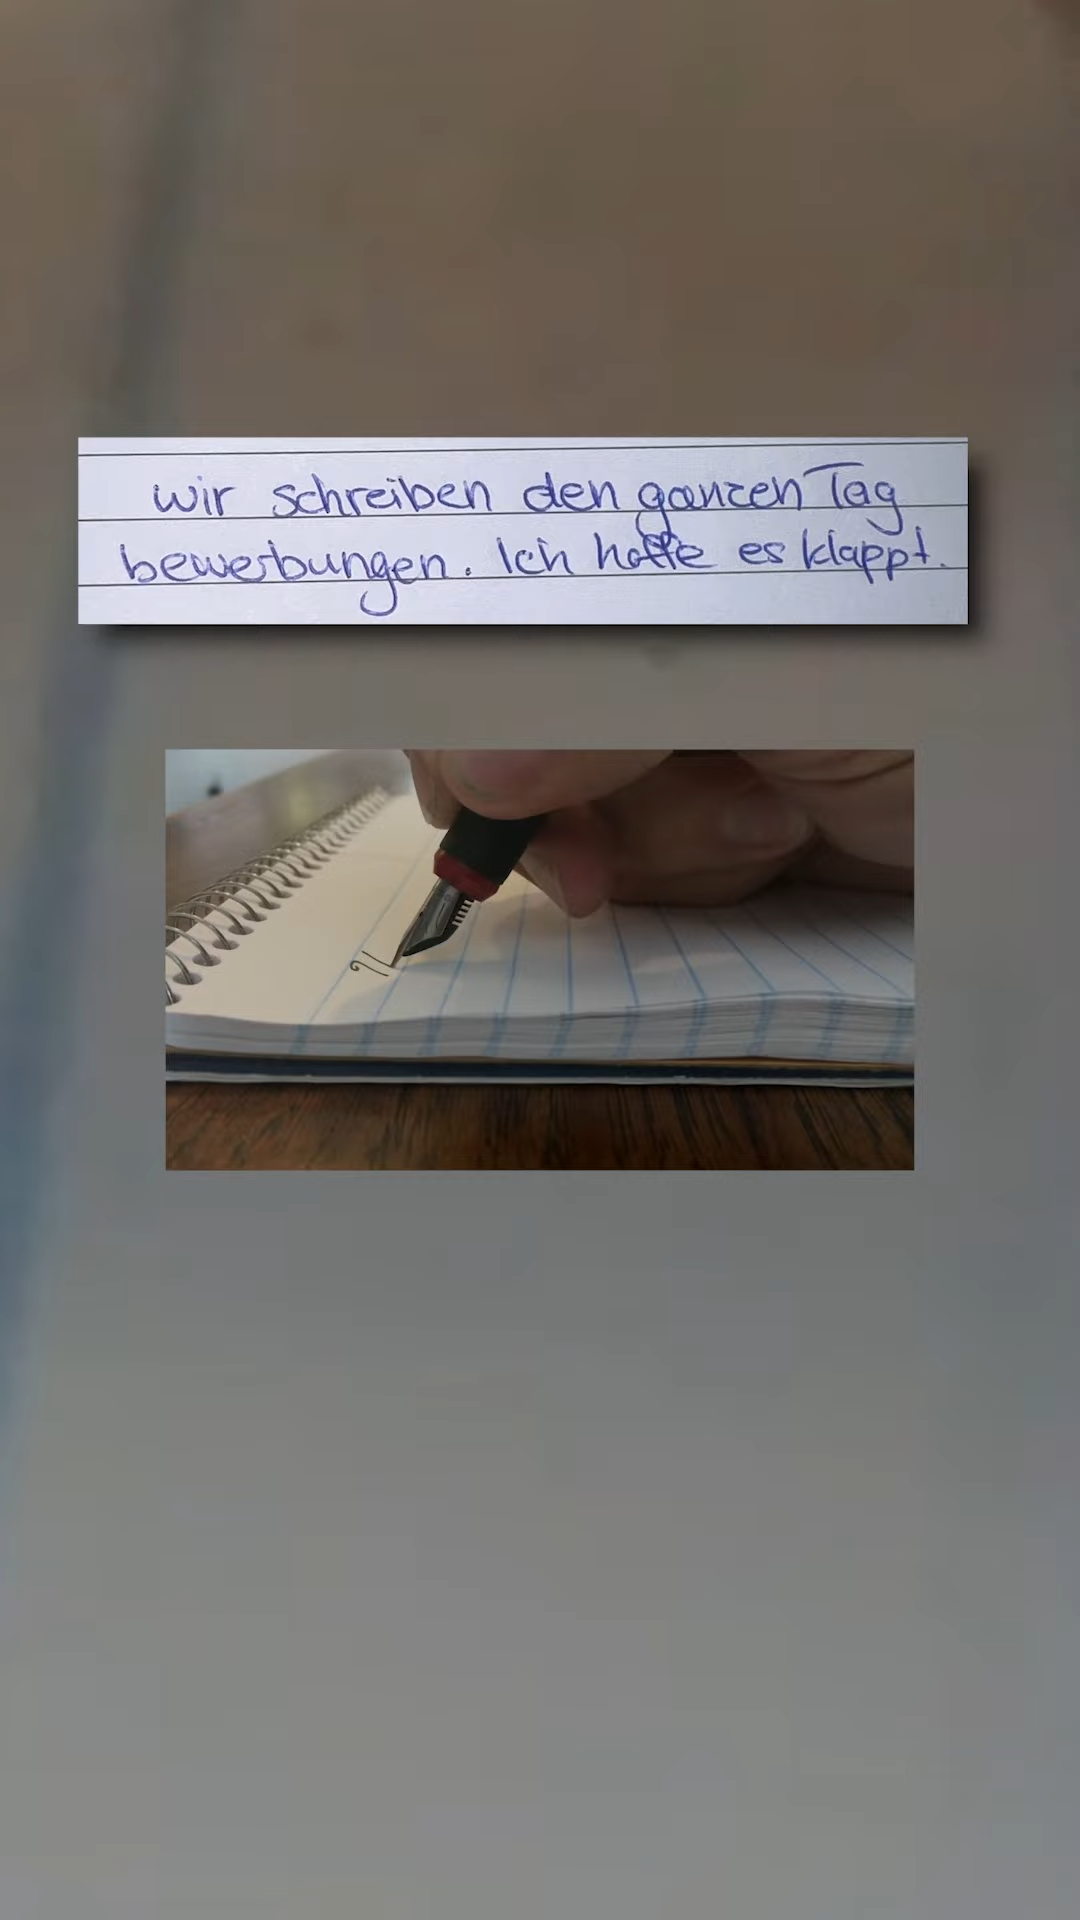 wir schreiben den ganzen Tag
bewerbungen. Ich hoffe es klappt.